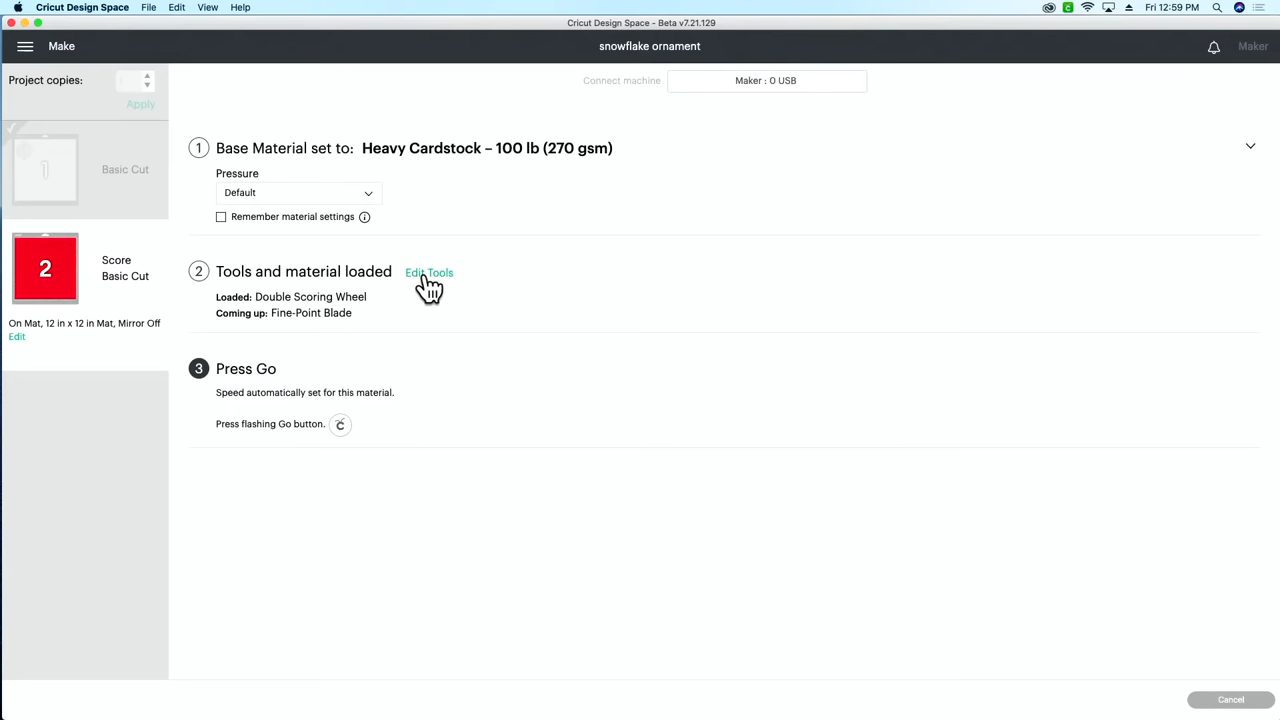 Cricut Design Space File Edit View Help
Fri 12:59 PM
Cricut Design Space - Beta v7.21.129
Make
snowflake ornament
Maker
Project copies:
Apply
Connect machine
Maker : 0 USB
1
Basic Cut
1 Base Material set to: Heavy Cardstock – 100 lb (270 gsm)
Pressure
Default
Remember material settings
2
Score
Basic Cut
On Mat, 12 in x 12 in Mat, Mirror Off
Edit
2 Tools and material loaded Edit Tools
Loaded: Double Scoring Wheel
Coming up: Fine-Point Blade
3 Press Go
Speed automatically set for this material.
Press flashing Go button.
Cancel